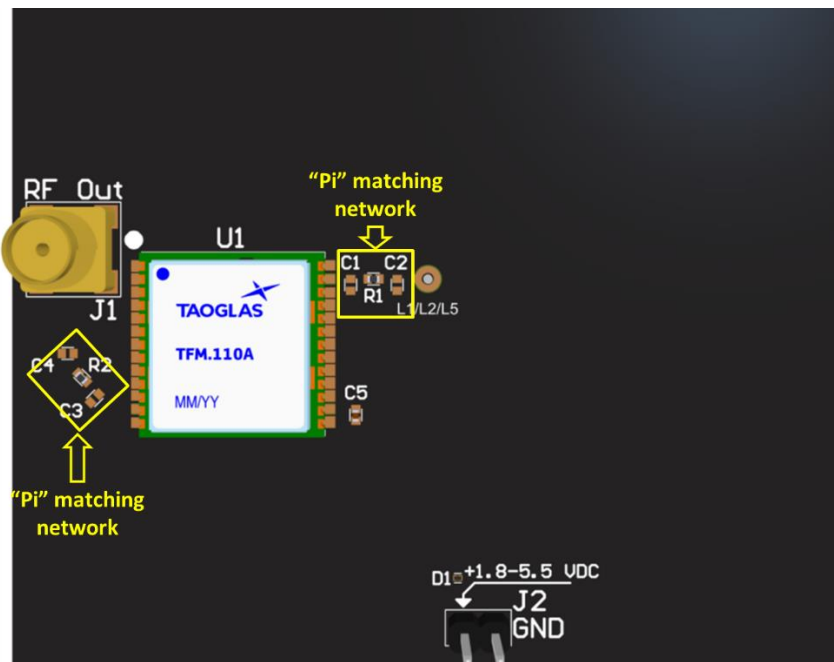 “Pi” matching
network
RF Out
U1
C1 C2
R1
L1/L2/L5
J1
TAOGLAS
TFM.110A
MM/YY
C4
R2
C3
C5
“Pi” matching
network
D1
+1.8-5.5 VDC
J2
GND